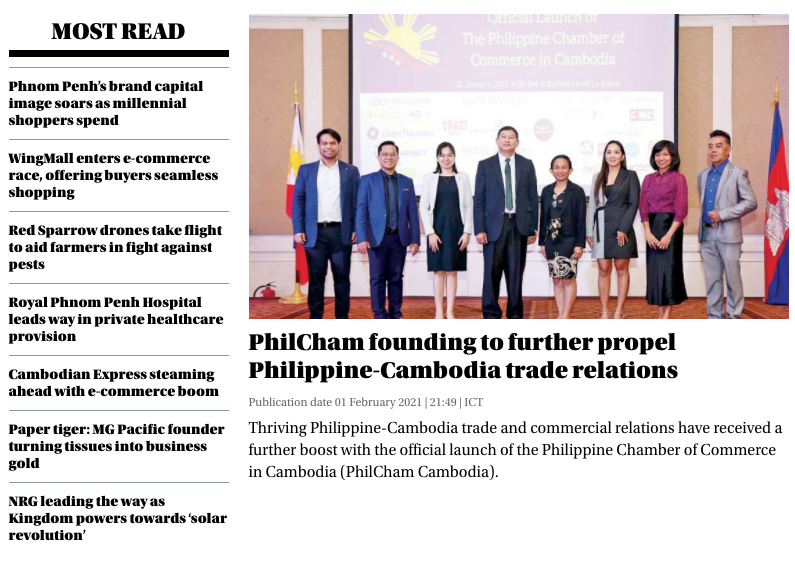 MOST READ
Phnom Penh's brand capital
image soars as millennial
shoppers spend
WingMall enters e-commerce
race, offering buyers seamless
shopping
Red Sparrow drones take flight
to aid farmers in fight against
pests
Royal Phnom Penh Hospital
leads way in private healthcare
provision
Cambodian Express steaming
ahead with e-commerce boom
Paper tiger: MG Pacific founder
turning tissues into business
gold
NRG leading the way as
Kingdom powers towards ‘solar
revolution’
Official Launch of
The Philippine Chamber of
Commerce in Cambodia
Grant Thornton
PhilCham founding to further propel
Philippine-Cambodia trade relations
Publication date 01 February 2021 | 21:49 | ICT
Thriving Philippine-Cambodia trade and commercial relations have received a
further boost with the official launch of the Philippine Chamber of Commerce
in Cambodia (PhilCham Cambodia).